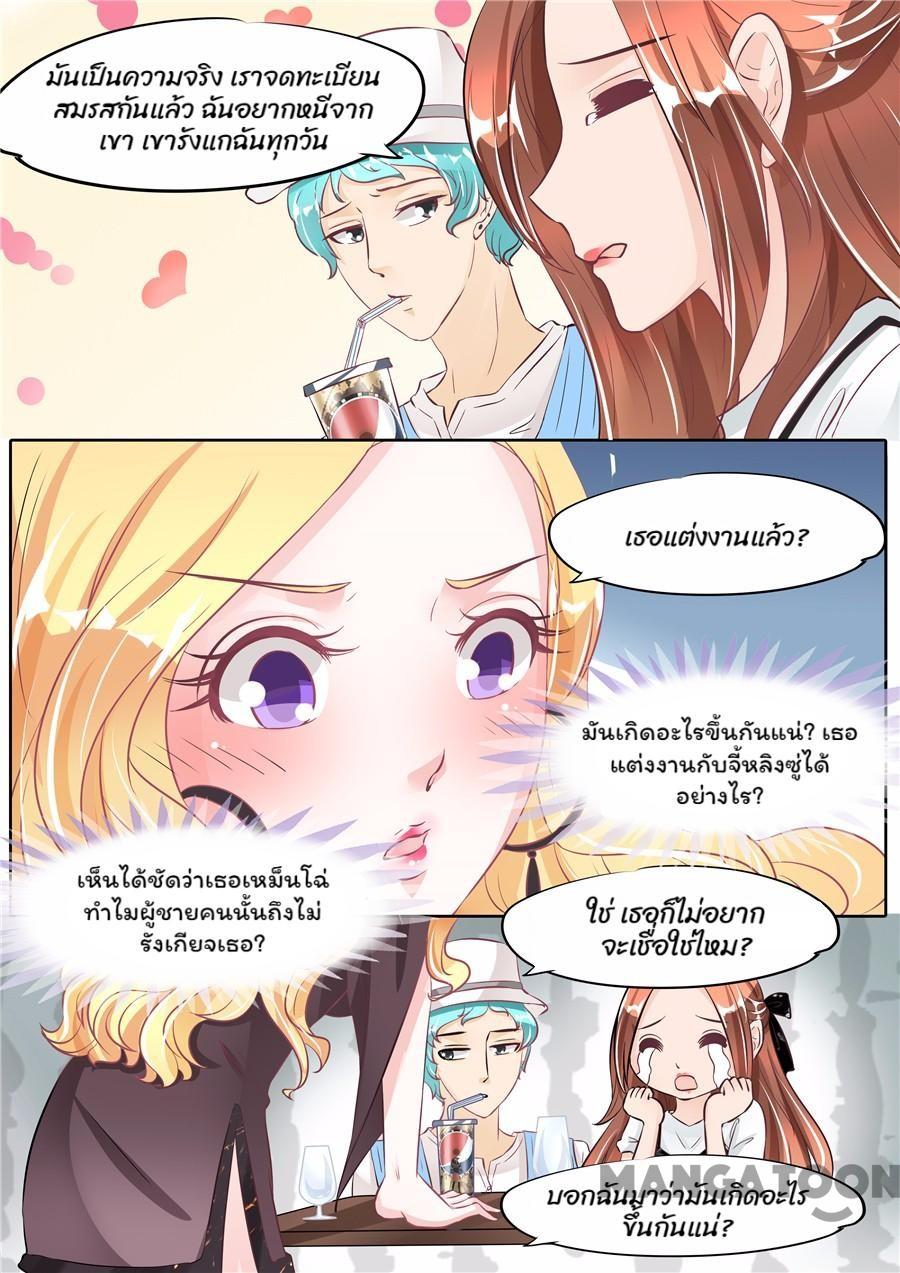 มันเป็นความจริง เราจดทะเบียน
สมรสกันแล้ว ฉันอยากหนีจาก
เขา เขารังแกฉันทุกวัน
เธอแต่งงานแล้ว?
มันเกิดอะไรขึ้นกันแน่? เธอ
แต่งงานกับจี้หลิงซู่ได้
อย่างไร?
เห็นได้ชัดว่าเธอเหม็นโฉ่
ทำไมผู้ชายคนนั้นถึงไม่
รังเกียจเธอ?
ใช่ เธอก็ไม่อยาก
จะเชื่อใช่ไหม?
MANGATOON
บอกฉันมาว่ามันเกิดอะไร
ขึ้นกันแน่?